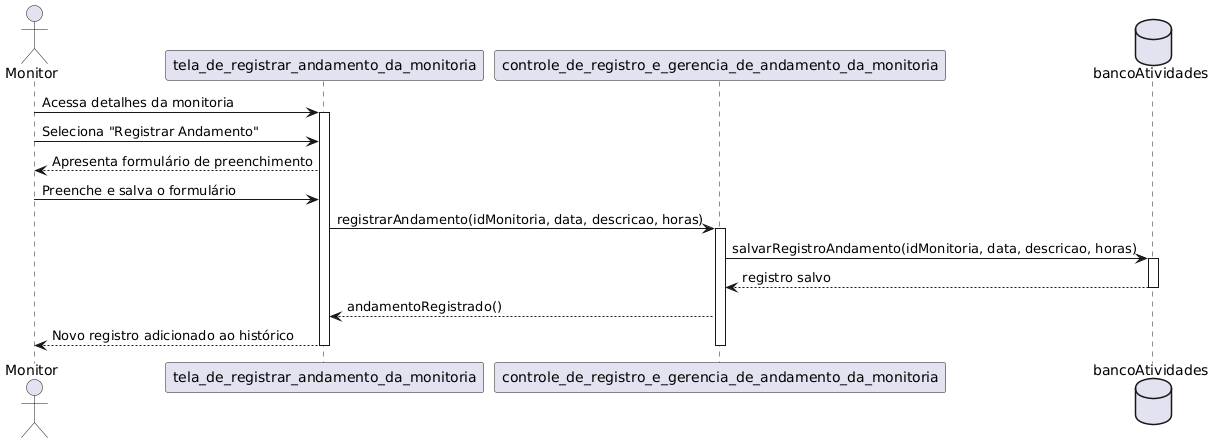 Monitor
tela_de_registrar_andamento_da_monitoria
controle_de_registro_e_gerencia_de_andamento_da_monitoria
bancoAtividades
Acessa detalhes da monitoria
Seleciona "Registrar Andamento"
Apresenta formulário de preenchimento
Preenche e salva o formulário
registrarAndamento(idMonitoria, data, descricao, horas)
salvarRegistroAndamento(idMonitoria, data, descricao, horas)
registro salvo
andamentoRegistrado()
Novo registro adicionado ao histórico
Monitor
tela_de_registrar_andamento_da_monitoria
controle_de_registro_e_gerencia_de_andamento_da_monitoria
bancoAtividades